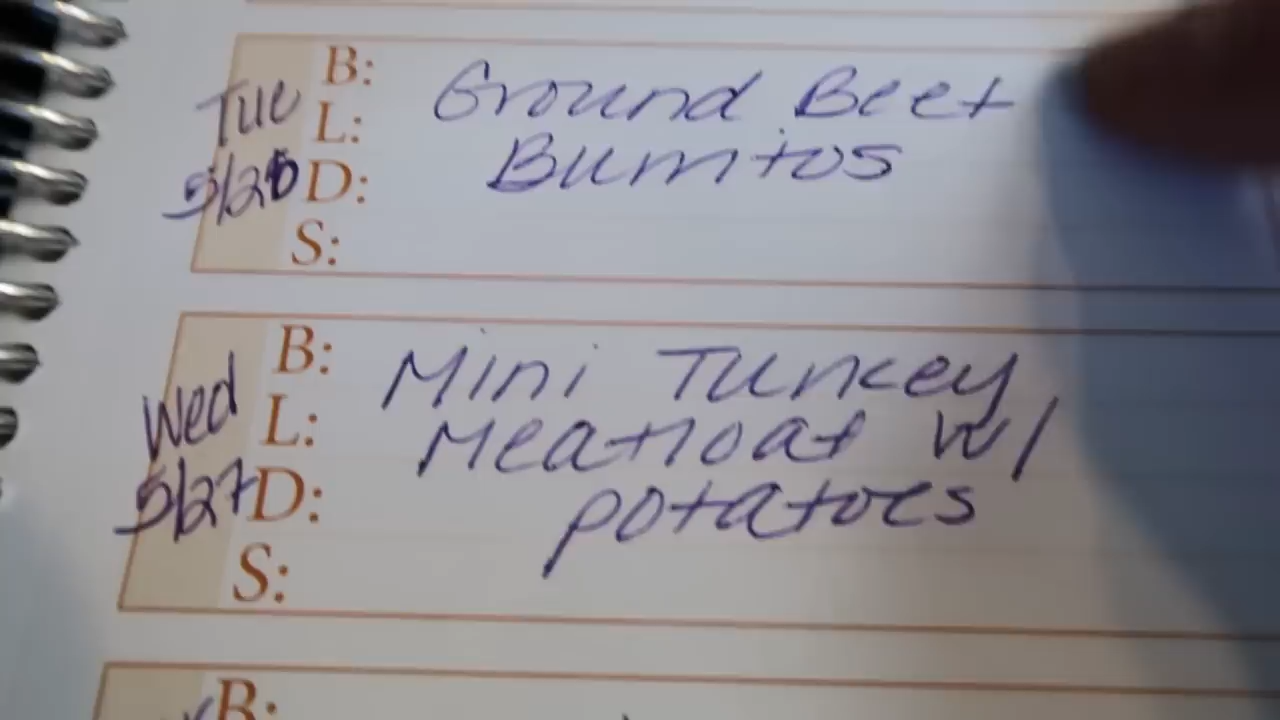 B:
Tue
L:
Ground Beef
Burritos
5/26
D:
S:
B:
Mini Turkey
Wed
L:
Meatloaf w/
5/27
D:
potatoes
S:
B: